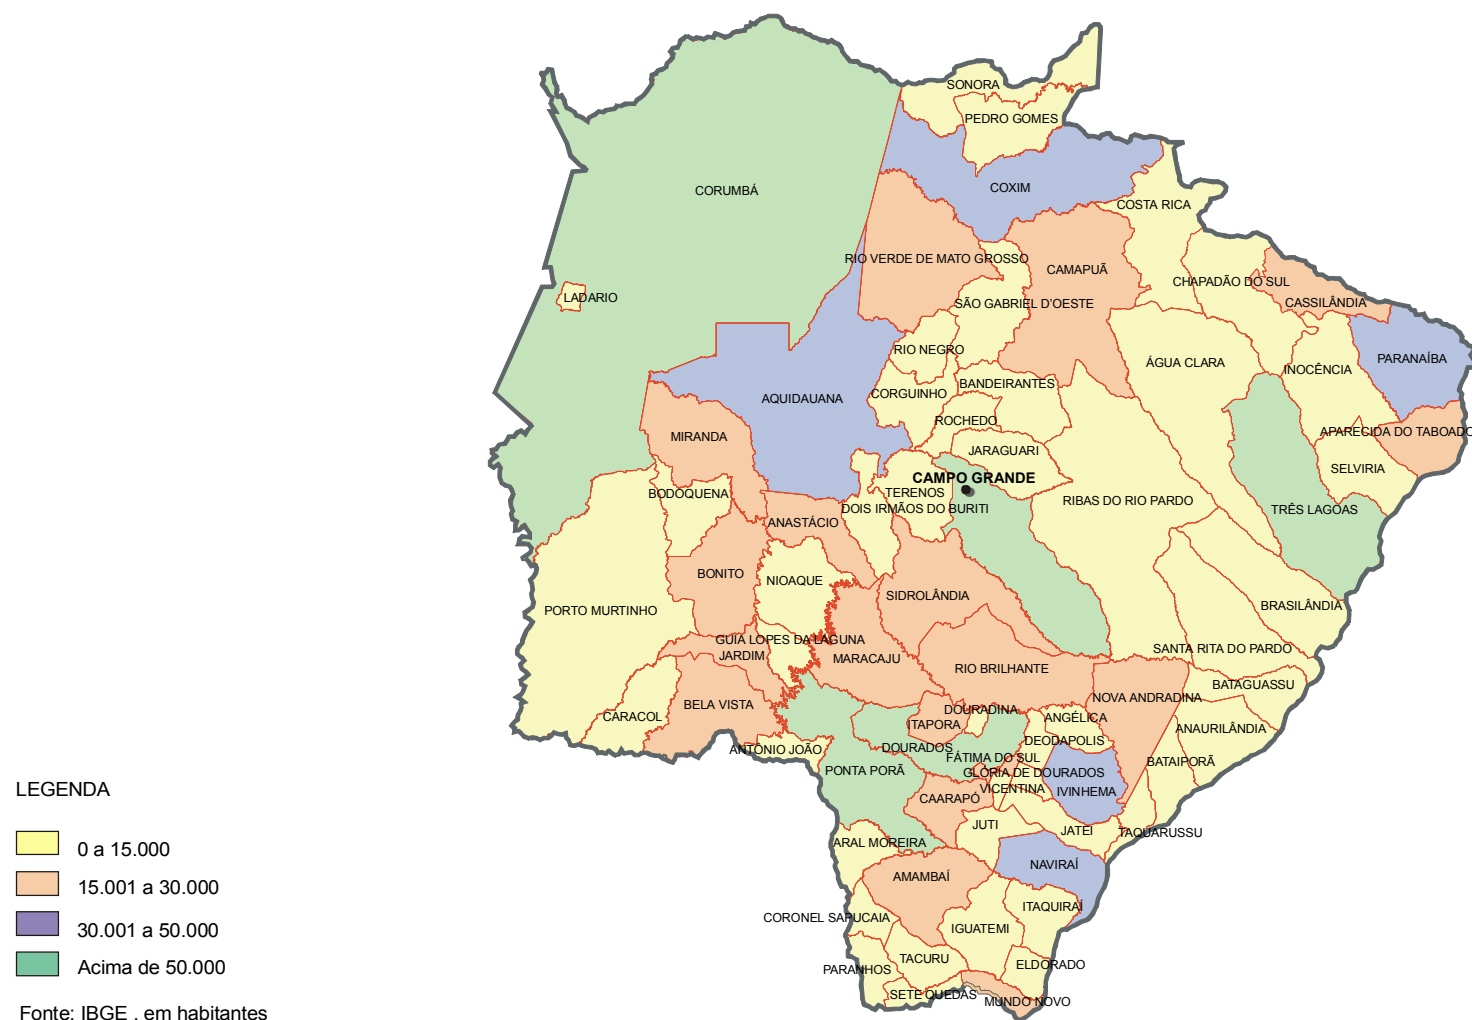 SONORA
PEDRO GOMES
CORUMBÁ
COXIM
COSTA RICA
RIO VERDE DE MATO GROSSO
CAMAPUÃ
CHAPADÃO DO SUL
LADARIO
SÃO GABRIEL D'OESTE
CASSILÂNDIA
RIO NEGRO
ÁGUA CLARA
PARANAÍBA
INOCÊNCIA
BANDEIRANTES
AQUIDAUANA
CORGUINHO
ROCHEDO
APARECIDA DO TABOADO
MIRANDA
JARAGUARI
SELVIRIA
CAMPO GRANDE
BODOQUENA
TERENOS
RIBAS DO RIO PARDO
DOIS IRMÃOS DO BURITI
TRÊS LAGOAS
ANASTÁCIO
BONITO
NIOAQUE
SIDROLÂNDIA
PORTO MURTINHO
BRASILÂNDIA
GUIA LOPES DA LAGUNA
SANTA RITA DO PARDO
JARDIM
MARACAJU
RIO BRILHANTE
BATAGUASSU
NOVA ANDRADINA
BELA VISTA
DOURADINA
CARACOL
ANGÉLICA
ITAPORA
ANAURILÂNDIA
DEODAPOLIS
ANTÔNIO JOÃO
DOURADOS
FÁTIMA DO SUL
BATAIPORÃ
PONTA PORÃ
GLÓRIA DE DOURADOS
VICENTINA
IVINHEMA
CAARAPÓ
JUTI
JATEÍ
TAQUARUSSU
ARAL MOREIRA
NAVIRAÍ
AMAMBAÍ
ITAQUIRAÍ
CORONEL SAPUCAIA
IGUATEMI
TACURU
ELDORADO
PARANHOS
SETE QUEDAS
MUNDO NOVO
LEGENDA
0 a 15.000
15.001 a 30.000
30.001 a 50.000
Acima de 50.000
Fonte: IBGE . em habitantes